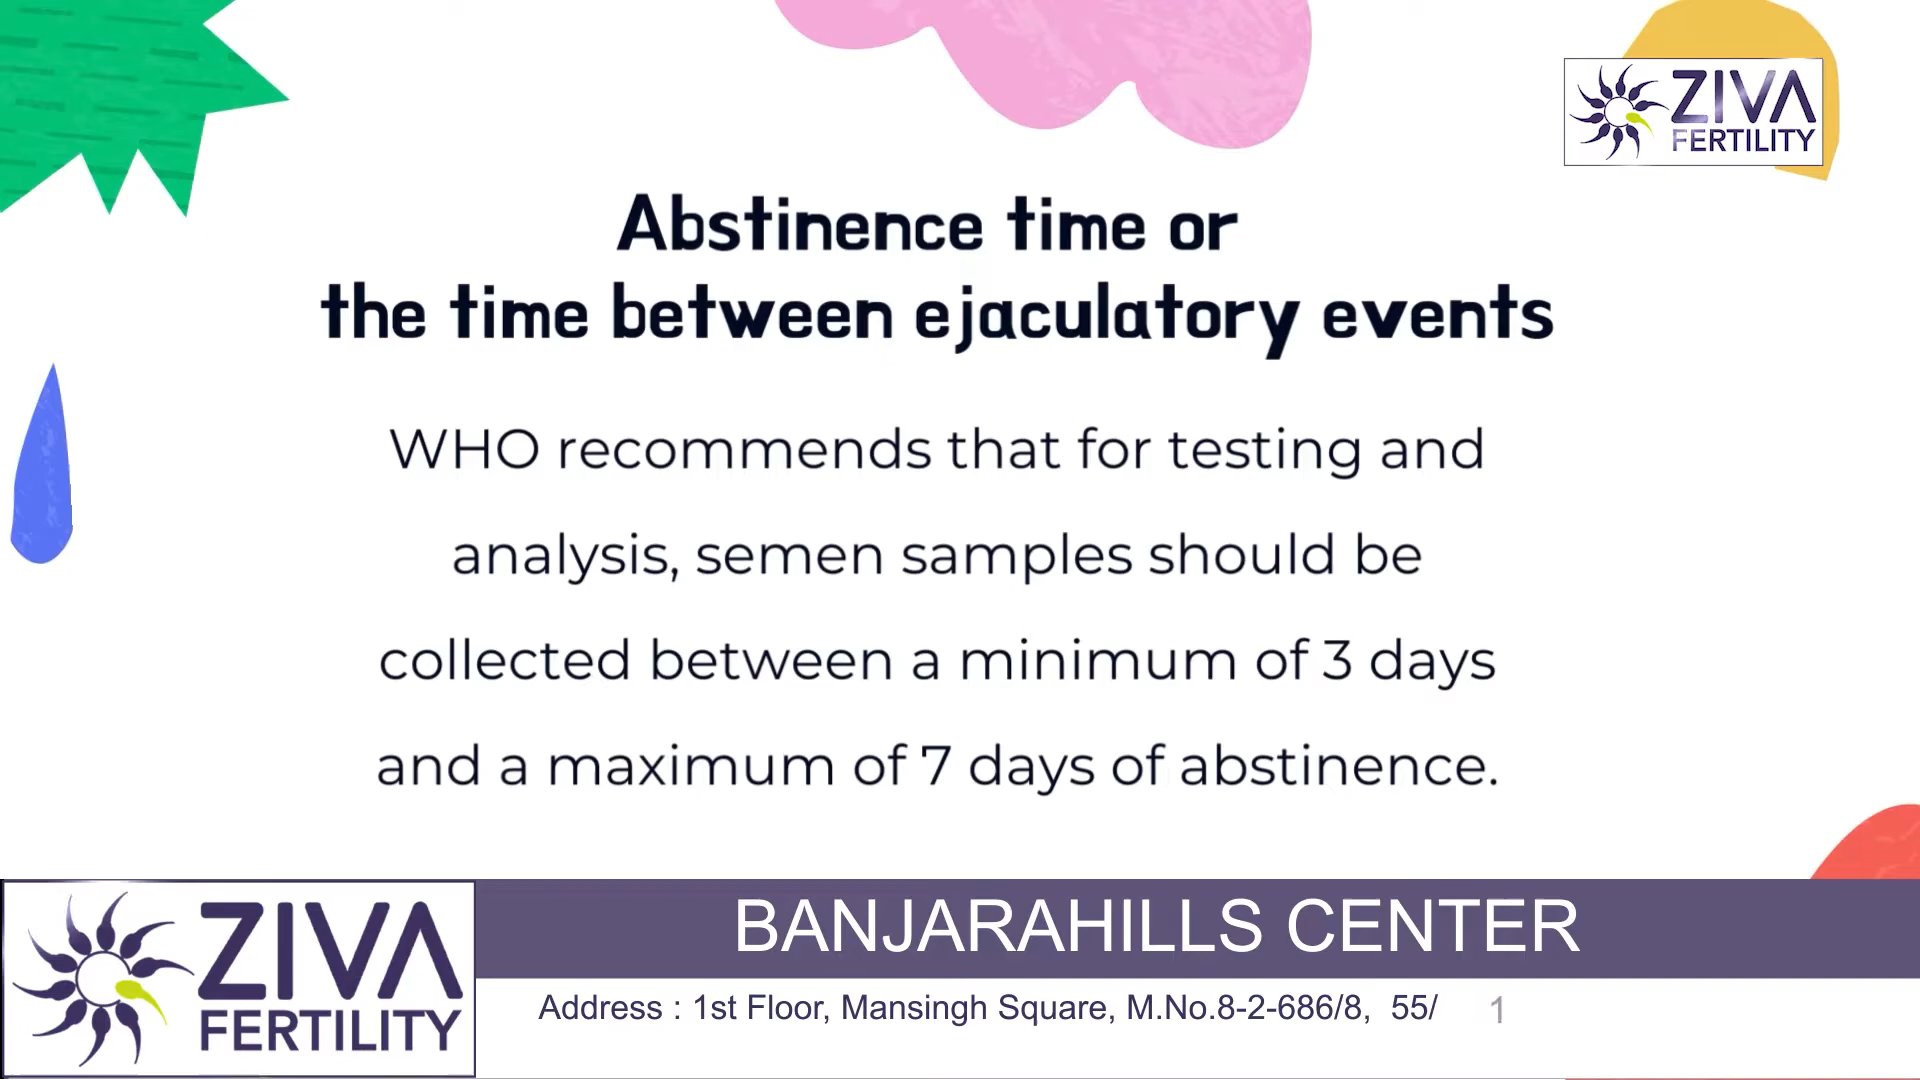 ZIVA
FERTILITY
Abstinence time or
the time between ejaculatory events
WHO recommends that for testing and
analysis, semen samples should be
collected between a minimum of 3 days
and a maximum of 7 days of abstinence.
ZIVA
FERTILITY
BANJARAHILLS CENTER
Address : 1st Floor, Mansingh Square, M.No.8-2-686/8, 55/ 1